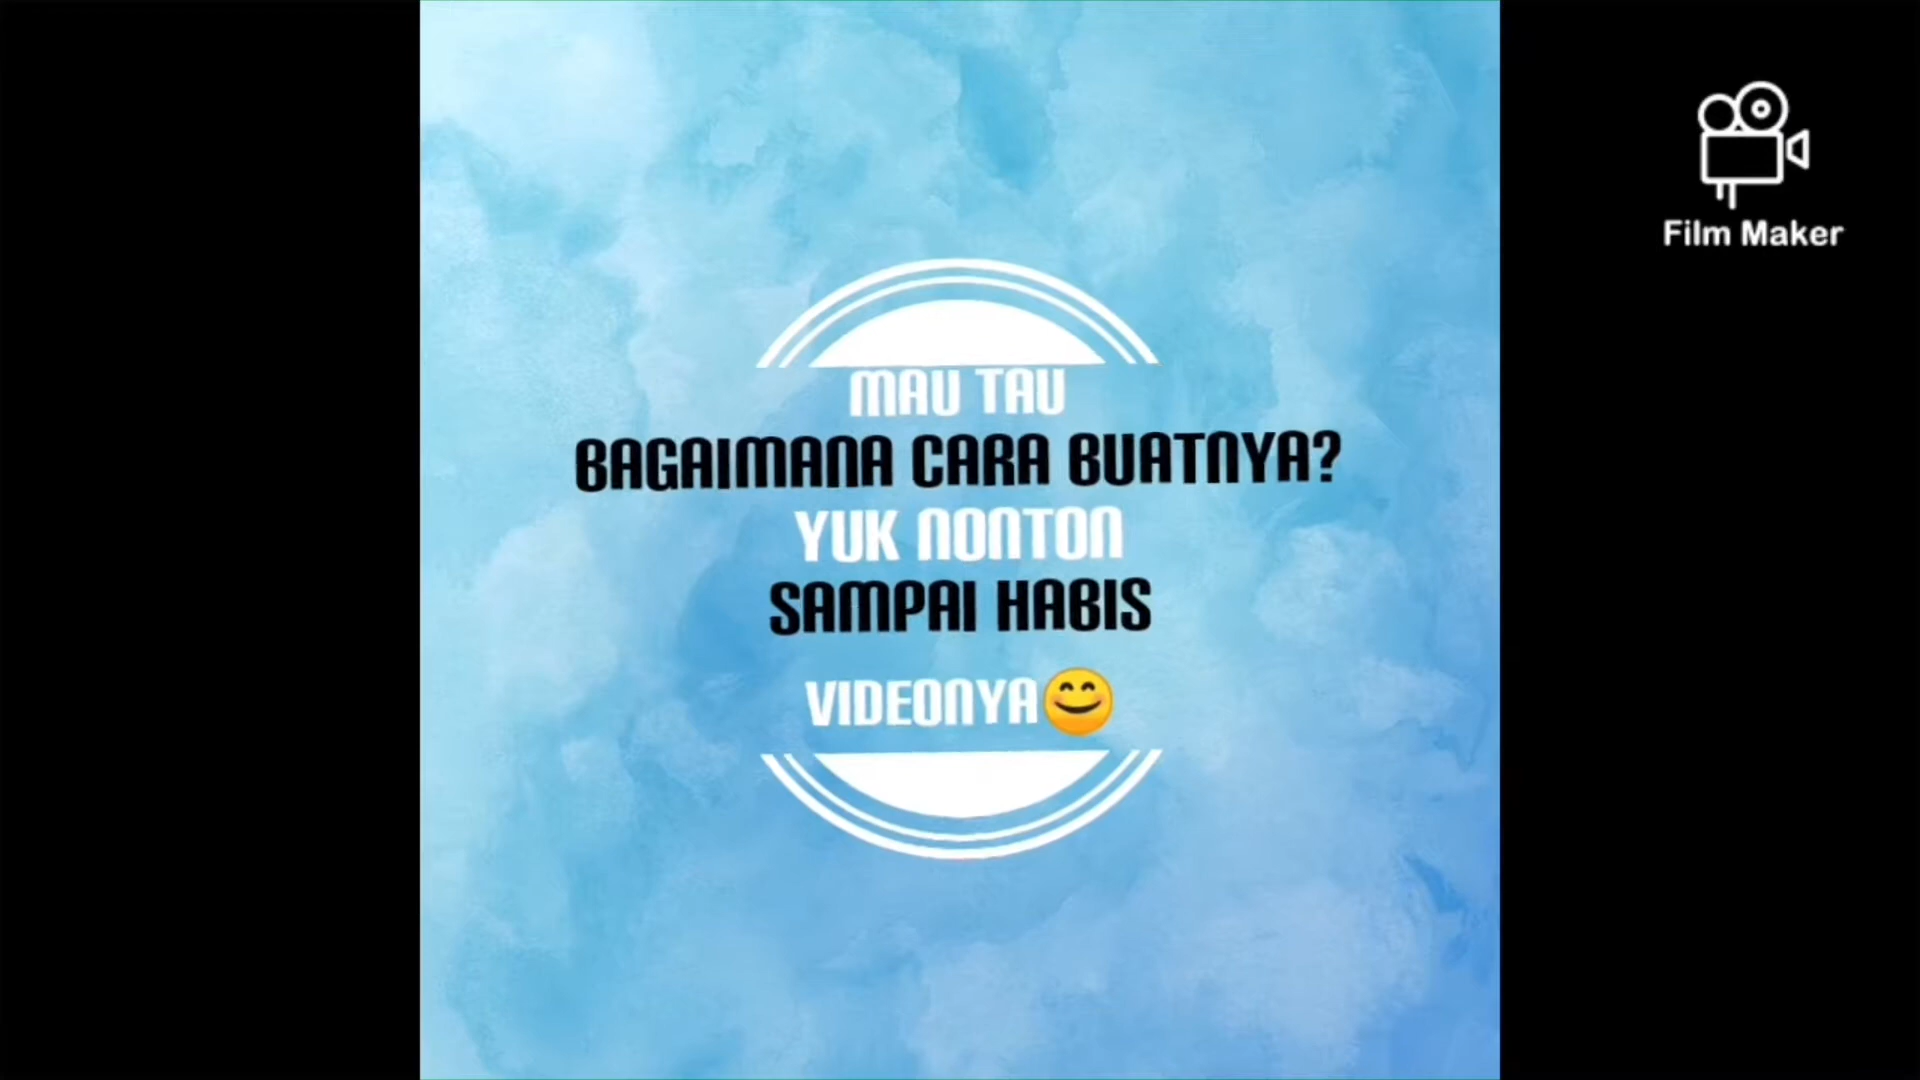 MAU TAU
BAGAIMANA CARA BUATNYA?
YUK NONTON
SAMPAI HABIS
VIDEONYA😊
Film Maker